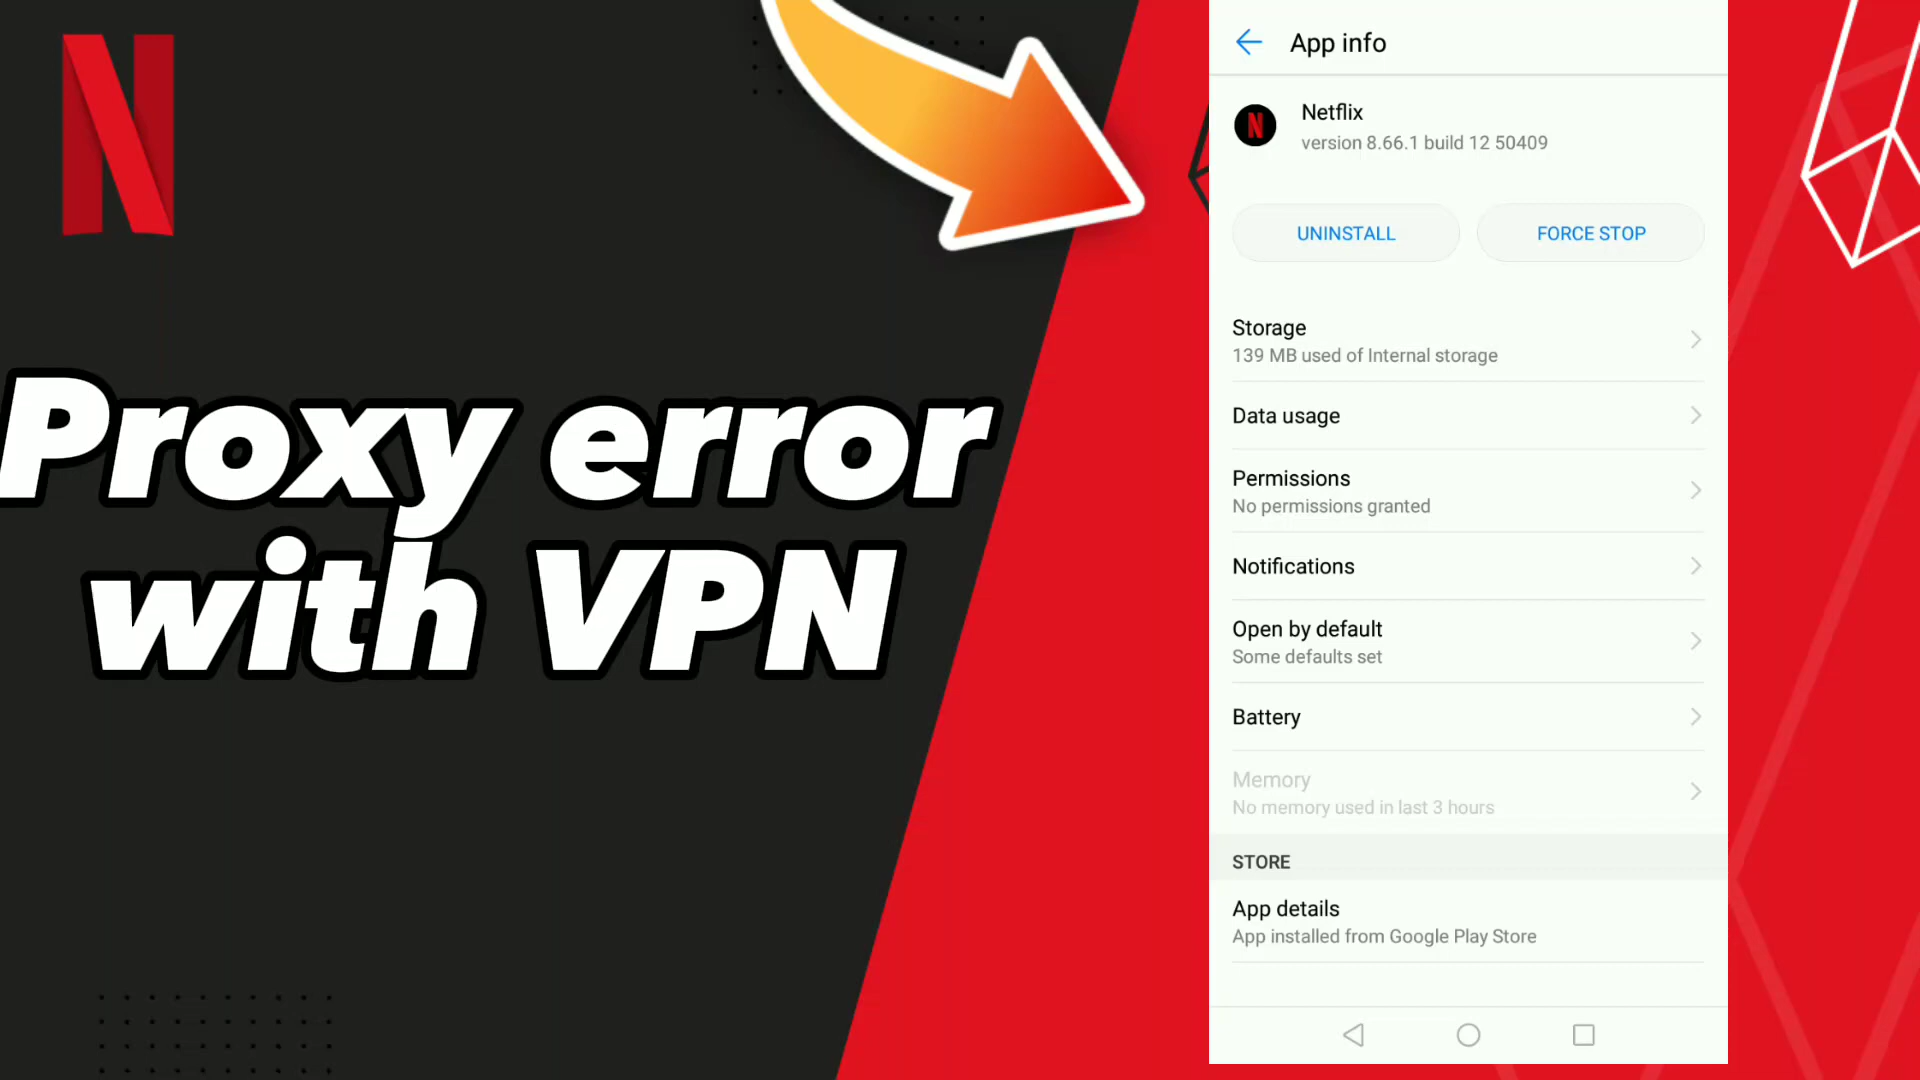 Proxy error
with VPN
App info
Netflix
version 8.66.1 build 12 50409
UNINSTALL
FORCE STOP
Storage
139 MB used of Internal storage
Data usage
Permissions
No permissions granted
Notifications
Open by default
Some defaults set
Battery
Memory
No memory used in last 3 hours
STORE
App details
App installed from Google Play Store